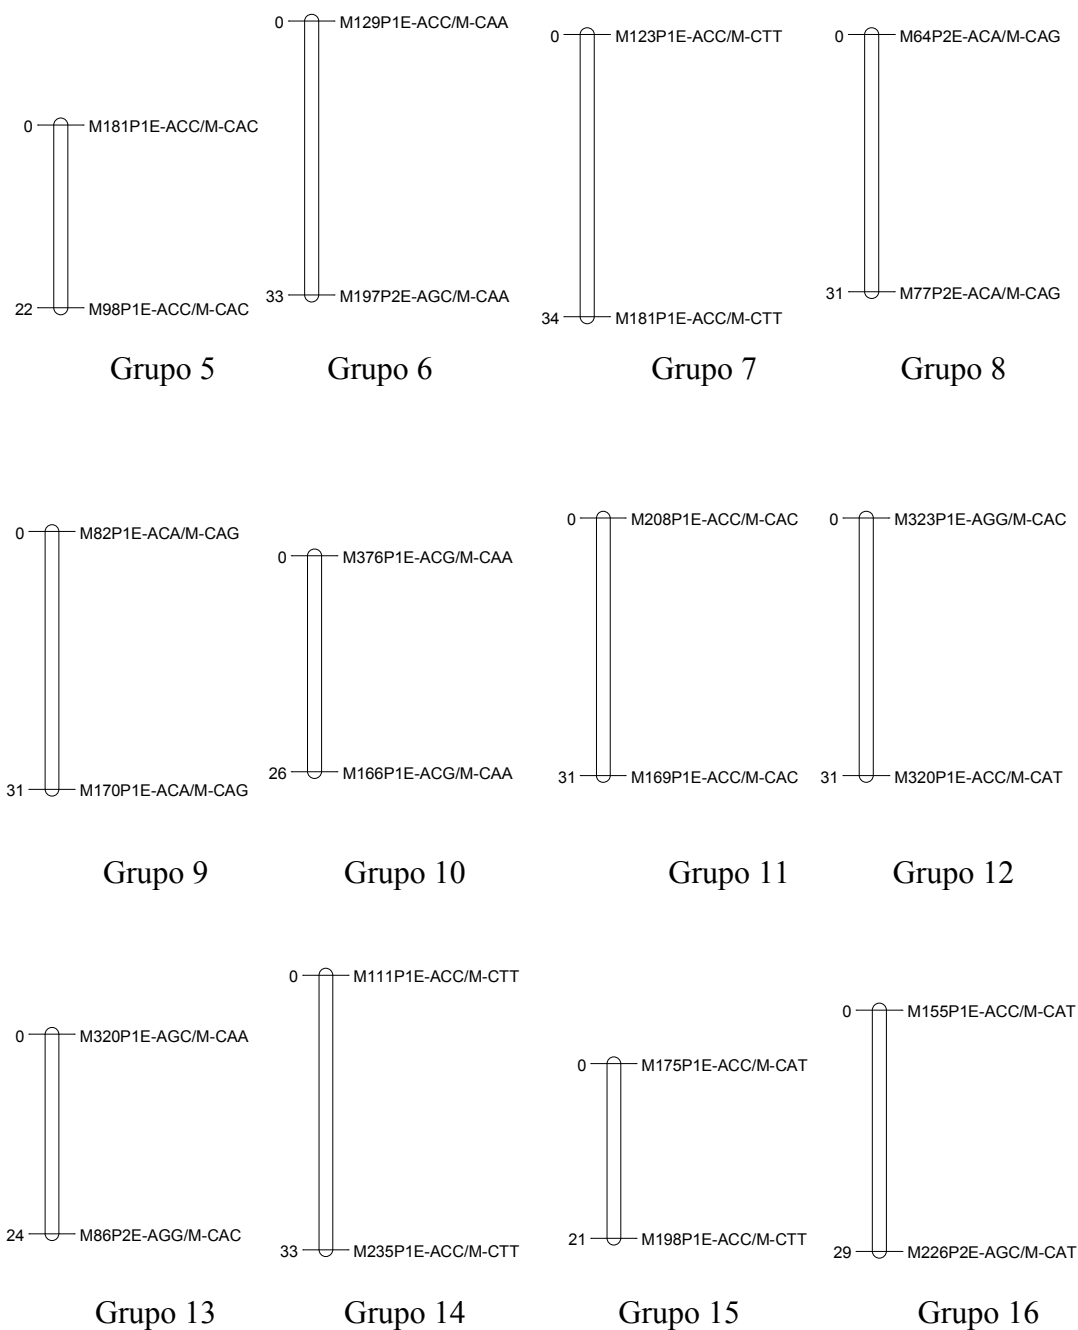 0 M181P1E-ACC/M-CAC
22 M98P1E-ACC/M-CAC
Grupo 5
0 M129P1E-ACC/M-CAA
33 M197P2E-AGC/M-CAA
Grupo 6
0 M123P1E-ACC/M-CTT
34 M181P1E-ACC/M-CTT
Grupo 7
0 M64P2E-ACA/M-CAG
31 M77P2E-ACA/M-CAG
Grupo 8
0 M82P1E-ACA/M-CAG
31 M170P1E-ACA/M-CAG
Grupo 9
0 M376P1E-ACG/M-CAA
26 M166P1E-ACG/M-CAA
Grupo 10
0 M208P1E-ACC/M-CAC
31 M169P1E-ACC/M-CAC
Grupo 11
0 M323P1E-AGG/M-CAC
31 M320P1E-ACC/M-CAT
Grupo 12
0 M320P1E-AGC/M-CAA
24 M86P2E-AGG/M-CAC
Grupo 13
0 M111P1E-ACC/M-CTT
33 M235P1E-ACC/M-CTT
Grupo 14
0 M175P1E-ACC/M-CAT
21 M198P1E-ACC/M-CTT
Grupo 15
0 M155P1E-ACC/M-CAT
29 M226P2E-AGC/M-CAT
Grupo 16